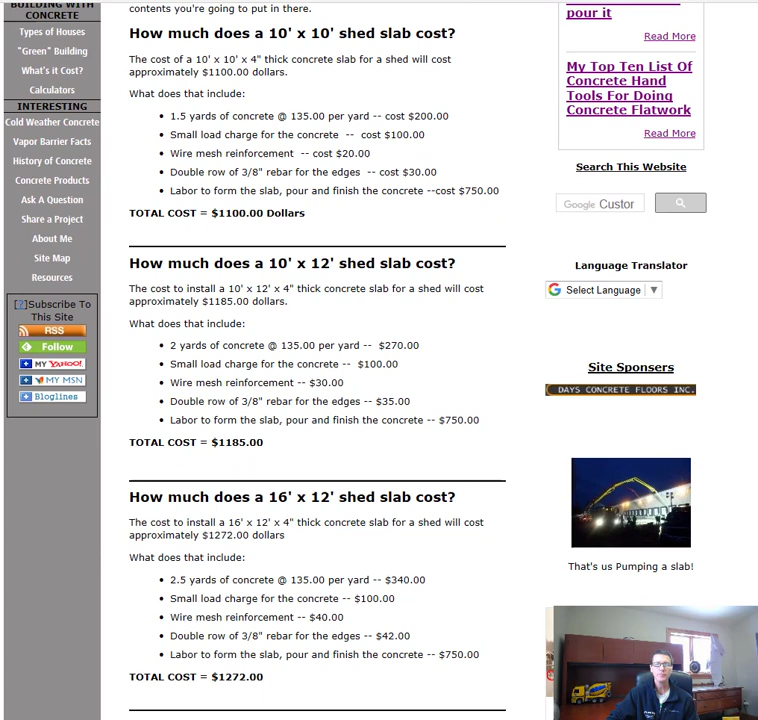 BUILDING WITH
CONCRETE
Types of Houses
"Green" Building
What's it Cost?
Calculators
INTERESTING
Cold Weather Concrete
Vapor Barrier Facts
History of Concrete
Concrete Products
Ask A Question
Share a Project
About Me
Site Map
Resources
[?]Subscribe To
This Site
RSS
Follow
MY YAHOO!
MY MSN
Bloglines
contents you're going to put in there.
How much does a 10' x 10' shed slab cost?
The cost of a 10' x 10' x 4" thick concrete slab for a shed will cost
approximately $1100.00 dollars.
What does that include:
• 1.5 yards of concrete @ 135.00 per yard -- cost $200.00
• Small load charge for the concrete -- cost $100.00
• Wire mesh reinforcement -- cost $20.00
• Double row of 3/8" rebar for the edges -- cost $30.00
• Labor to form the slab, pour and finish the concrete --cost $750.00
TOTAL COST = $1100.00 Dollars
How much does a 10' x 12' shed slab cost?
The cost to install a 10' x 12' x 4" thick concrete slab for a shed will cost
approximately $1185.00 dollars.
What does that include:
• 2 yards of concrete @ 135.00 per yard -- $270.00
• Small load charge for the concrete -- $100.00
• Wire mesh reinforcement -- $30.00
• Double row of 3/8" rebar for the edges -- $35.00
• Labor to form the slab, pour and finish the concrete -- $750.00
TOTAL COST = $1185.00
How much does a 16' x 12' shed slab cost?
The cost to install a 16' x 12' x 4" thick concrete slab for a shed will cost
approximately $1272.00 dollars
What does that include:
• 2.5 yards of concrete @ 135.00 per yard -- $340.00
• Small load charge for the concrete -- $100.00
• Wire mesh reinforcement -- $40.00
• Double row of 3/8" rebar for the edges -- $42.00
• Labor to form the slab, pour and finish the concrete -- $750.00
TOTAL COST = $1272.00
pour it
Read More
My Top Ten List Of
Concrete Hand
Tools For Doing
Concrete Flatwork
Read More
Search This Website
Google Custor
Language Translator
G Select Language ▼
Site Sponsers
DAYS CONCRETE FLOORS INC.
That's us Pumping a slab!